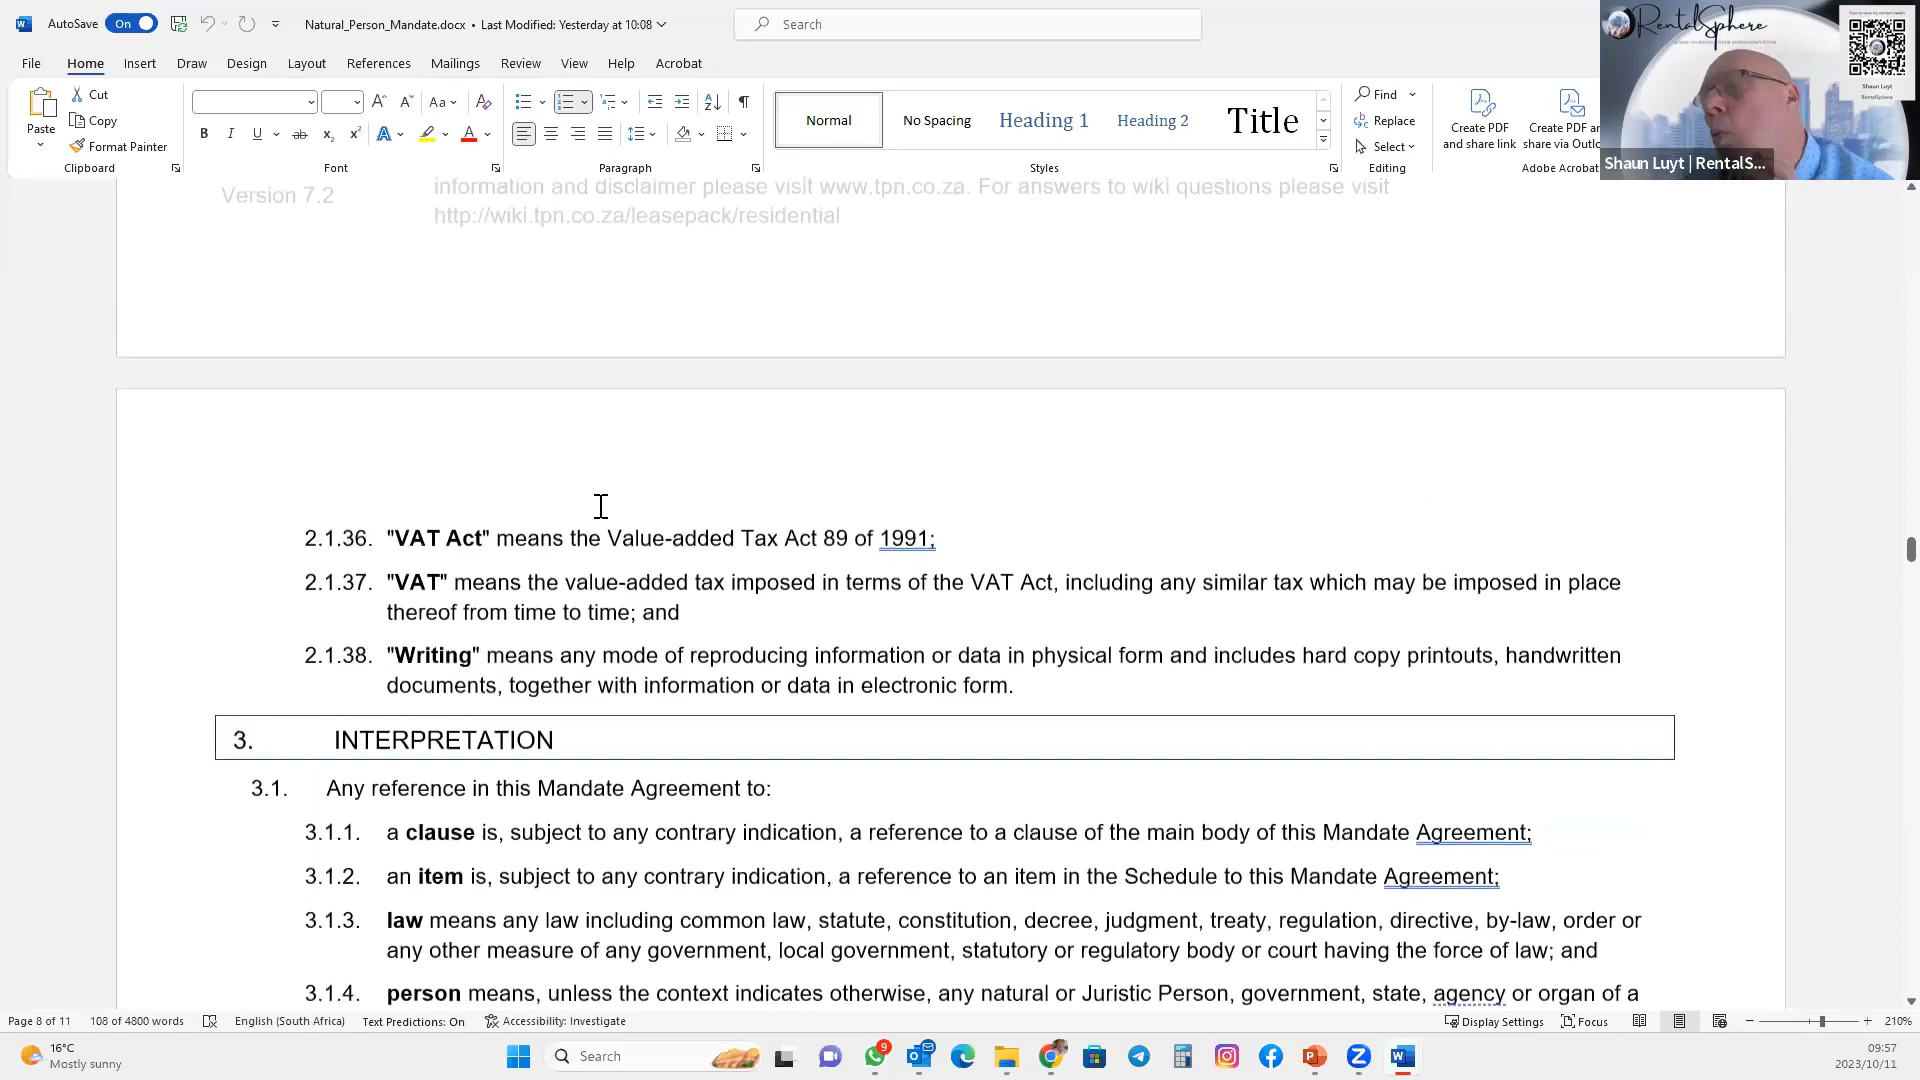 AutoSave On Natural_Person_Mandate.docx • Last Modified: Yesterday at 10:08 Search
File Home Insert Draw Design Layout References Mailings Review View Help Acrobat
Paste Cut Copy Format Painter
Clipboard
Aa
B I U ab x₂ x² A A
Font
Paragraph
Normal No Spacing Heading 1 Heading 2 Title
Styles
Find
Replace
Select
Editing
Create PDF and share link
Create PDF an
share via Outlo
Adobe Acrobat
RentalSphere
Shaun Luyt
RentalSphere
Shaun Luyt | RentalS...
Version 7.2
information and disclaimer please visit www.tpn.co.za. For answers to wiki questions please visit
http://wiki.tpn.co.za/leasepack/residential
2.1.36. "VAT Act" means the Value-added Tax Act 89 of 1991;
2.1.37. "VAT" means the value-added tax imposed in terms of the VAT Act, including any similar tax which may be imposed in place
thereof from time to time; and
2.1.38. "Writing" means any mode of reproducing information or data in physical form and includes hard copy printouts, handwritten
documents, together with information or data in electronic form.
3. INTERPRETATION
3.1. Any reference in this Mandate Agreement to:
3.1.1. a clause is, subject to any contrary indication, a reference to a clause of the main body of this Mandate Agreement;
3.1.2. an item is, subject to any contrary indication, a reference to an item in the Schedule to this Mandate Agreement;
3.1.3. law means any law including common law, statute, constitution, decree, judgment, treaty, regulation, directive, by-law, order or
any other measure of any government, local government, statutory or regulatory body or court having the force of law; and
3.1.4. person means, unless the context indicates otherwise, any natural or Juristic Person, government, state, agency or organ of a
Page 8 of 11 108 of 4800 words English (South Africa) Text Predictions: On Accessibility: Investigate Display Settings Focus 210%
16°C
Mostly sunny
Search
9
09:57
2023/10/11